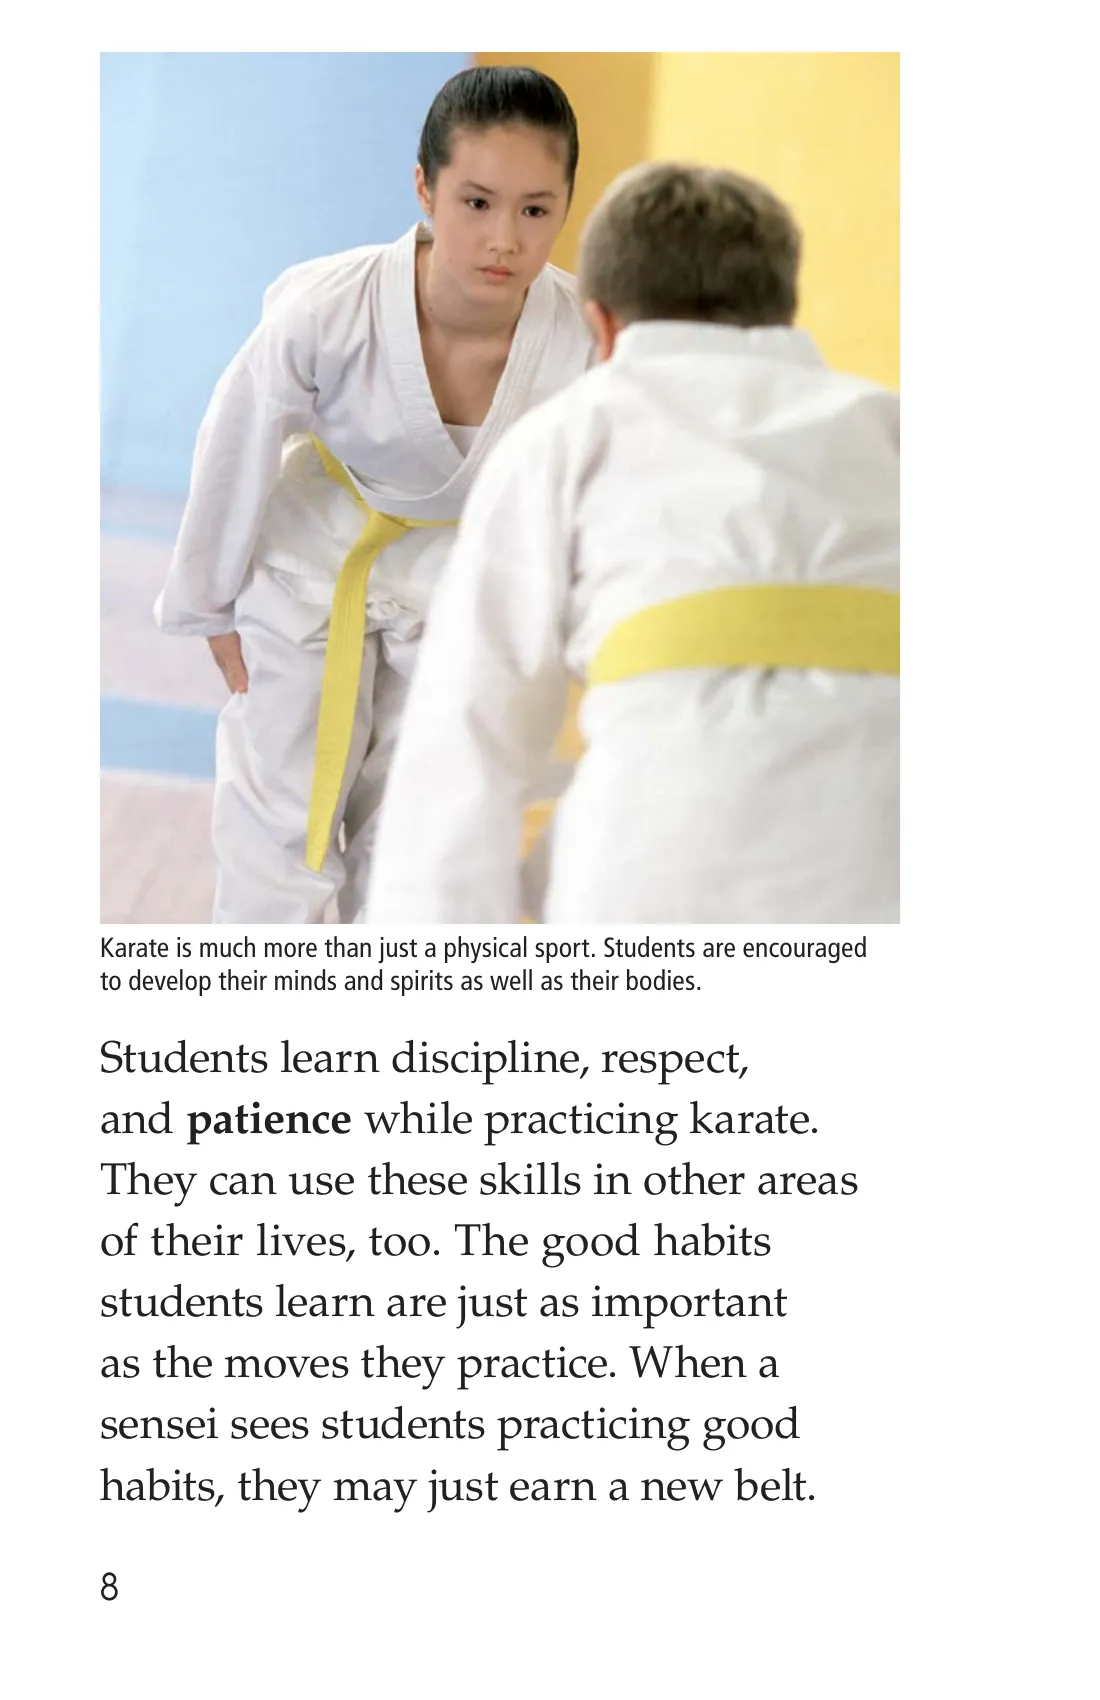 Karate is much more than just a physical sport. Students are encouraged
to develop their minds and spirits as well as their bodies.
Students learn discipline, respect,
and patience while practicing karate.
They can use these skills in other areas
of their lives, too. The good habits
students learn are just as important
as the moves they practice. When a
sensei sees students practicing good
habits, they may just earn a new belt.
8